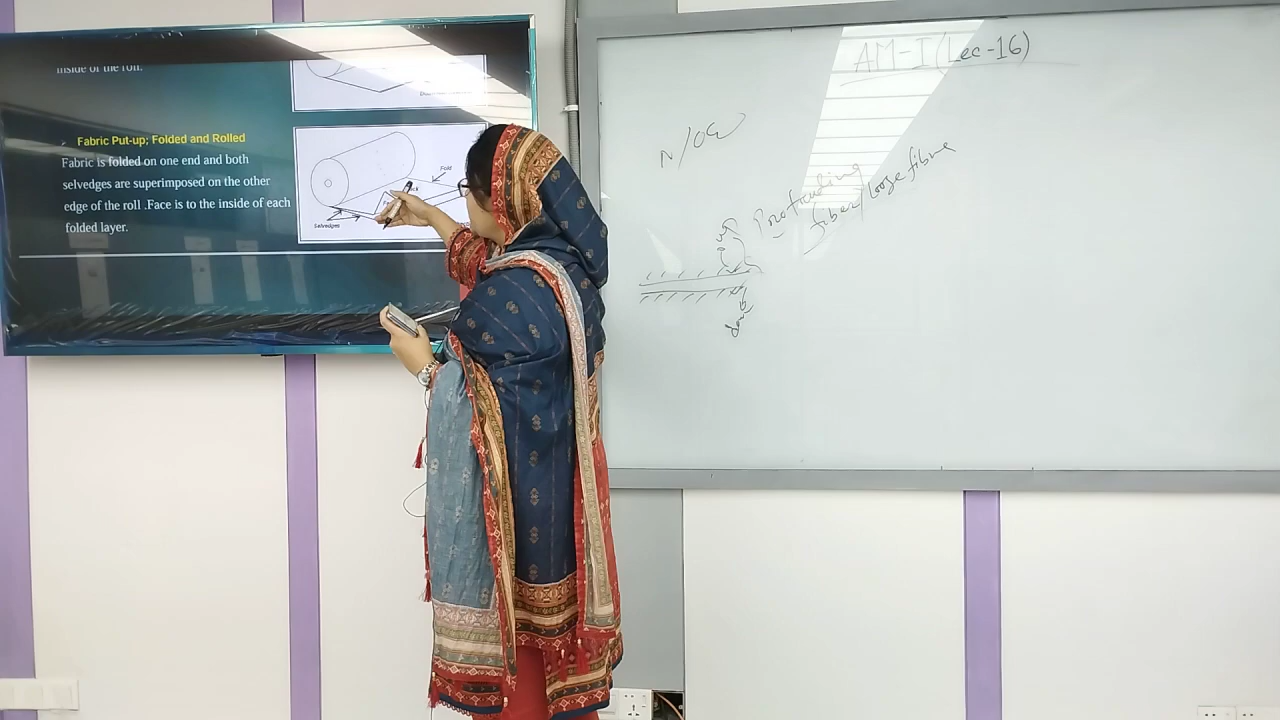 inside of the roll.
Fabric Put-up; Folded and Rolled
Fabric is folded on one end and both
selvedges are superimposed on the other
edge of the roll .Face is to the inside of each
folded layer.
Fold
Selvedges
AM-I (Lec-16)
N/OW
Protruding
fiber/loose fibre
up
down